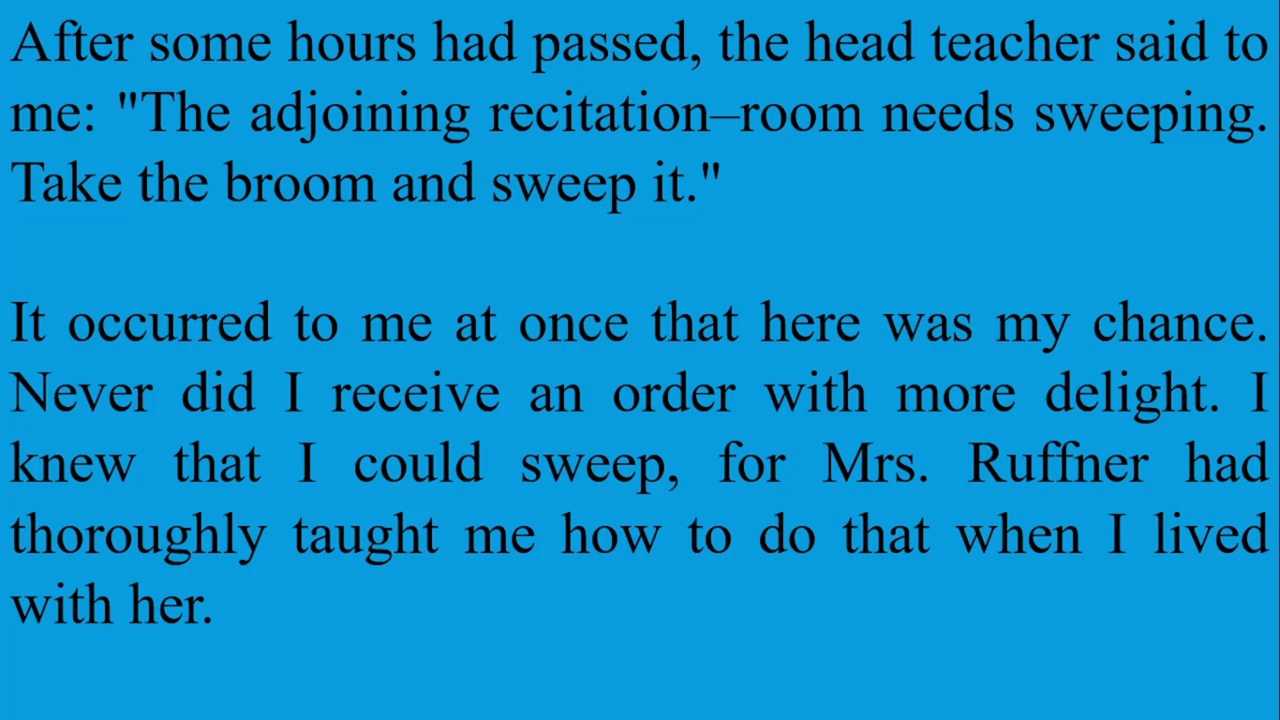 After some hours had passed, the head teacher said to
me: "The adjoining recitation–room needs sweeping.
Take the broom and sweep it."
It occurred to me at once that here was my chance.
Never did I receive an order with more delight. I
knew that I could sweep, for Mrs. Ruffner had
thoroughly taught me how to do that when I lived
with her.